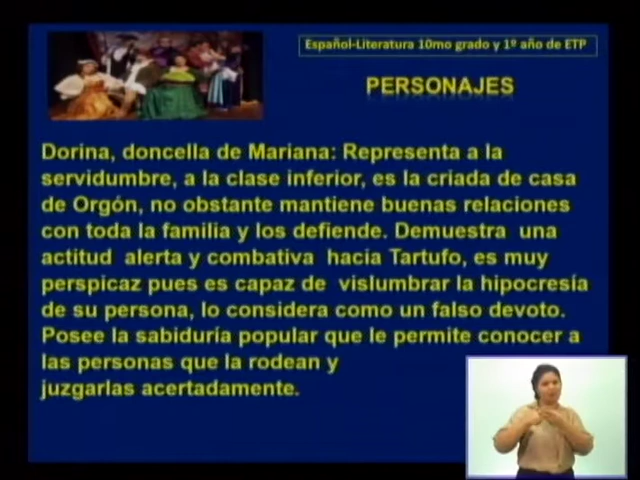 Español-Literatura 10mo grado y 1º año de ETP
PERSONAJES
Dorina, doncella de Mariana: Representa a la
servidumbre, a la clase inferior, es la criada de casa
de Orgón, no obstante mantiene buenas relaciones
con toda la familia y los defiende. Demuestra una
actitud alerta y combativa hacia Tartufo, es muy
perspicaz pues es capaz de vislumbrar la hipocresía
de su persona, lo considera como un falso devoto.
Posee la sabiduría popular que le permite conocer a
las personas que la rodean y
juzgarlas acertadamente.